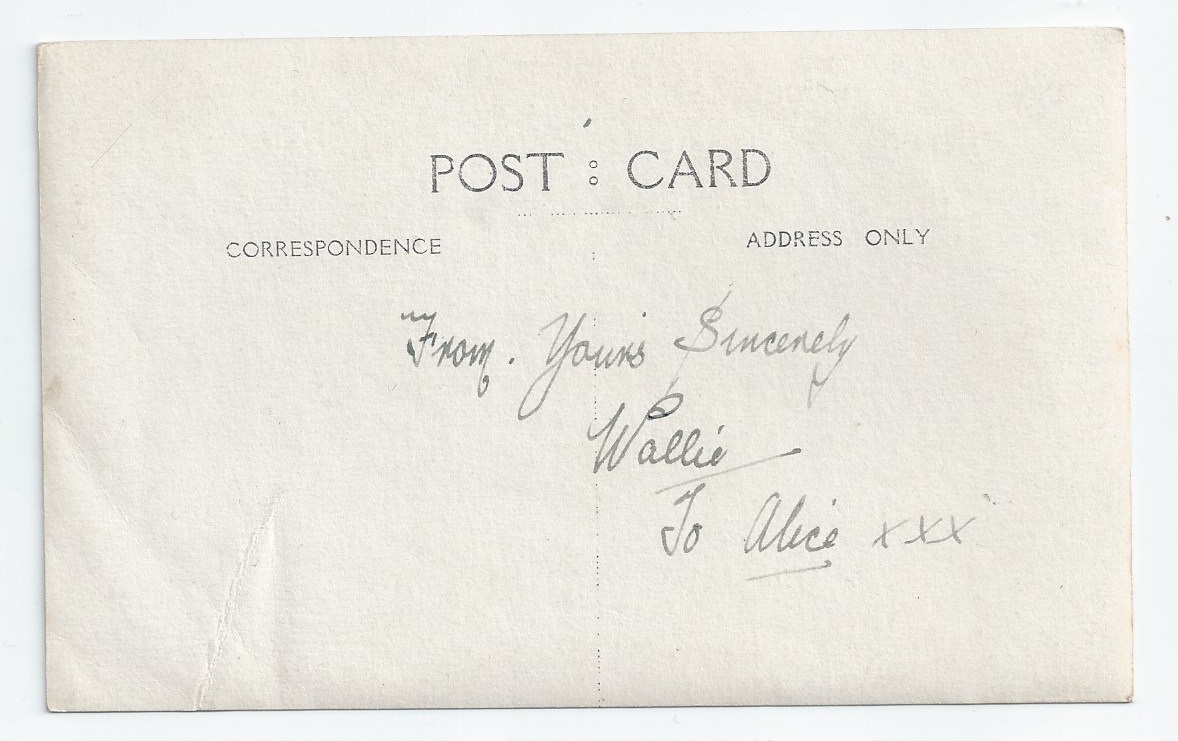 POST : CARD
CORRESPONDENCE
ADDRESS ONLY
From. Yours Sincerely
Wallie
To Alice xxx